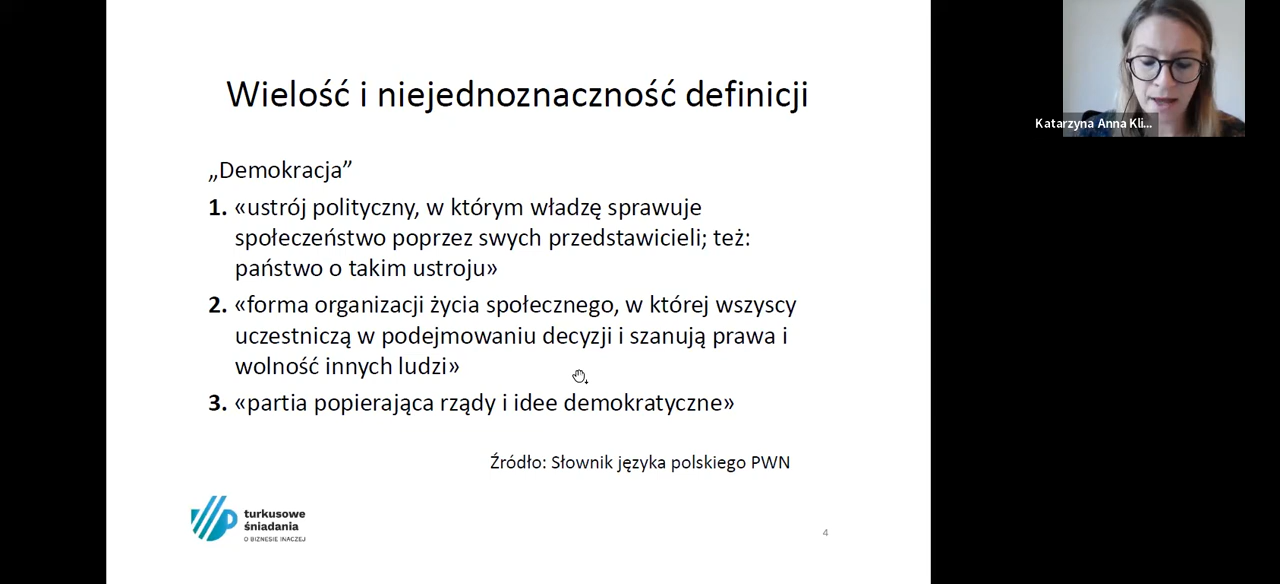 Wielość i niejednoznaczność definicji
„Demokracja”
1. «ustrój polityczny, w którym władzę sprawuje
społeczeństwo poprzez swych przedstawicieli; też:
państwo o takim ustroju»
2. «forma organizacji życia społecznego, w której wszyscy
uczestniczą w podejmowaniu decyzji i szanują prawa i
wolność innych ludzi»
3. «partia popierająca rządy i idee demokratyczne»
Źródło: Słownik języka polskiego PWN
turkusowe
śniadania
O BIZNESIE INACZEJ
4
Katarzyna Anna Kli...